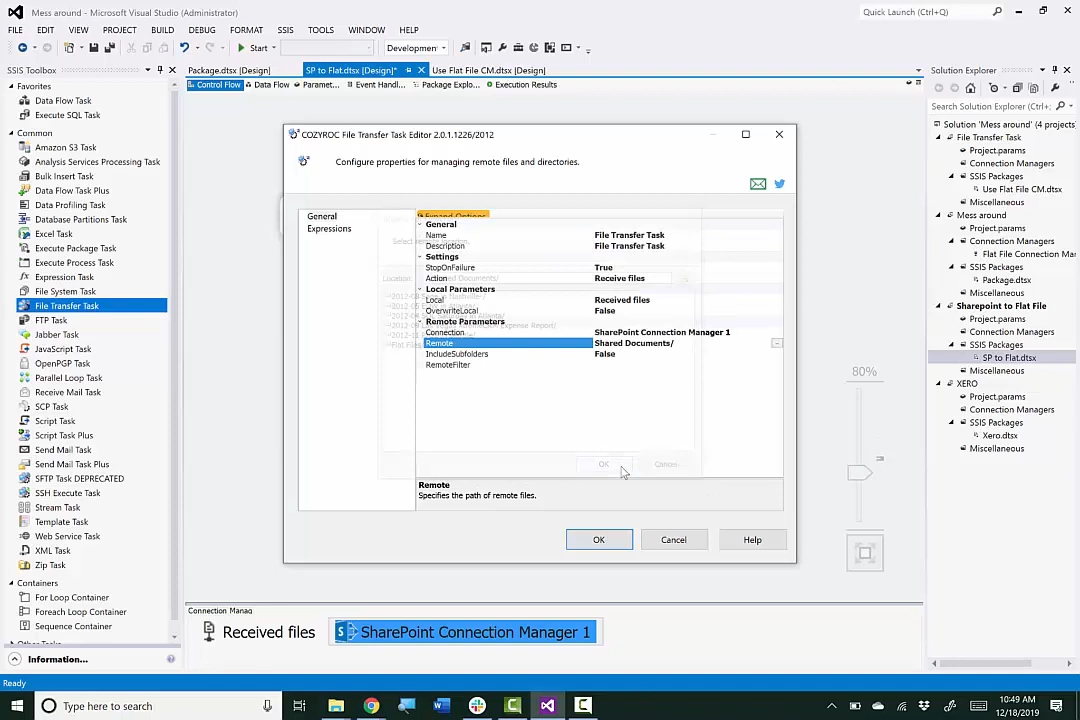 Mess around - Microsoft Visual Studio (Administrator)
Quick Launch (Ctrl+Q)
FILE EDIT VIEW PROJECT BUILD DEBUG FORMAT SSIS TOOLS WINDOW HELP
Start
Developmen
SSIS Toolbox
Package.dtsx [Design]
SP to Flat.dtsx [Design]*
Use Flat File CM.dtsx [Design]
Solution Explorer
Control Flow
Data Flow
Paramet...
Event Handl...
Package Explo...
Execution Results
Search Solution Explorer (Ctrl+;
Favorites
Data Flow Task
Execute SQL Task
Common
Amazon S3 Task
Analysis Services Processing Task
Bulk Insert Task
Data Flow Task Plus
Data Profiling Task
Database Partitions Task
Excel Task
Execute Package Task
Execute Process Task
Expression Task
File System Task
File Transfer Task
FTP Task
Jabber Task
JavaScript Task
OpenPGP Task
Parallel Loop Task
Receive Mail Task
SCP Task
Script Task
Script Task Plus
Send Mail Task
Send Mail Task Plus
SFTP Task DEPRECATED
SSH Execute Task
Stream Task
Template Task
Web Service Task
XML Task
Zip Task
Containers
For Loop Container
Foreach Loop Container
Sequence Container
Information...
COZYROC File Transfer Task Editor 2.0.1.1226/2012
Configure properties for managing remote files and directories.
General
Expressions
Expand Options
General
Name File Transfer Task
Description File Transfer Task
Settings
StopOnFailure True
Action Receive files
Local Parameters
Local Received files
OverwriteLocal False
Remote Parameters
Connection SharePoint Connection Manager 1
Remote Shared Documents/
IncludeSubfolders False
RemoteFilter
OK Cancel
Remote
Specifies the path of remote files.
OK Cancel Help
80%
Connection Manag
Received files
SharePoint Connection Manager 1
Solution 'Mess around' (4 projects)
File Transfer Task
Project.params
Connection Managers
SSIS Packages
Use Flat File CM.dtsx
Miscellaneous
Mess around
Project.params
Connection Managers
Flat File Connection Mar
SSIS Packages
Package.dtsx
Miscellaneous
Sharepoint to Flat File
Project.params
Connection Managers
SSIS Packages
SP to Flat.dtsx
Miscellaneous
XERO
Project.params
Connection Managers
SSIS Packages
Xero.dtsx
Miscellaneous
Ready
Type here to search
10:49 AM
12/18/2019